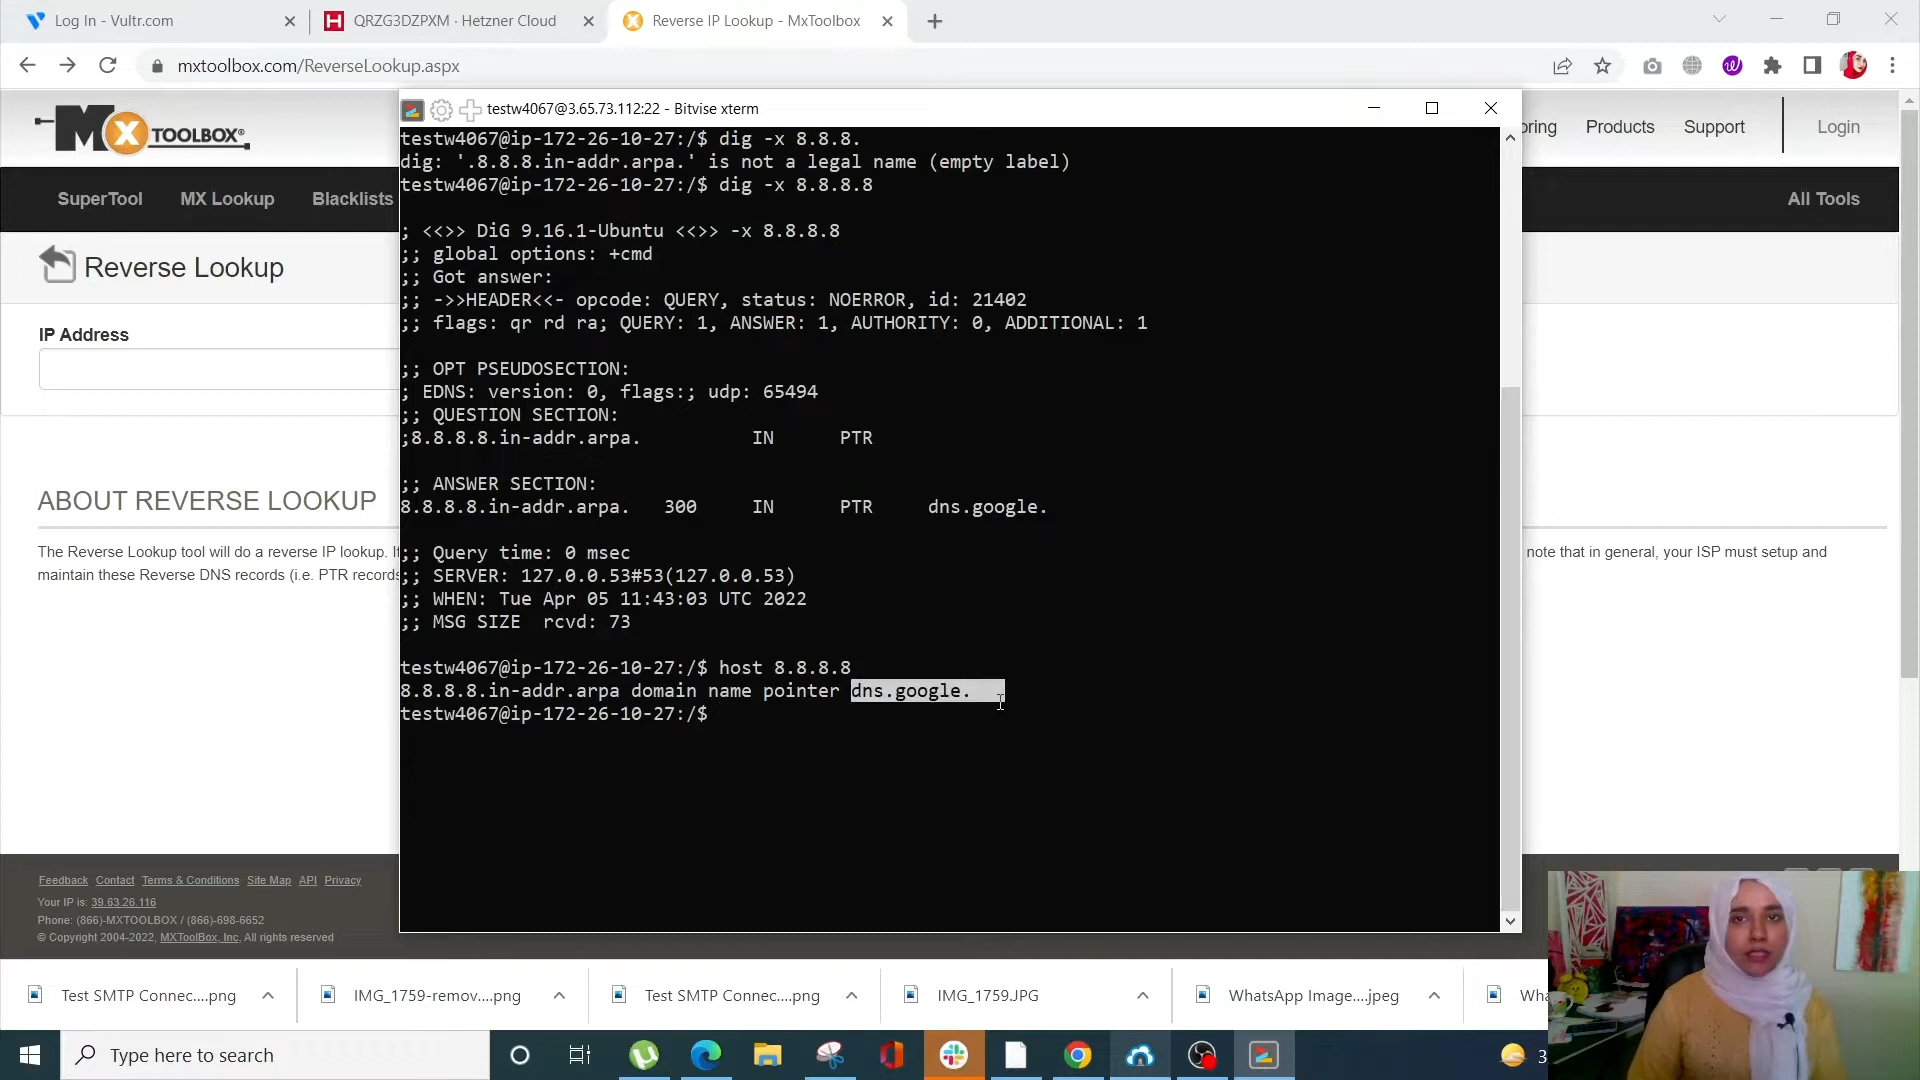 Log In - Vultr.com
QRZG3DZPXM · Hetzner Cloud
Reverse IP Lookup - MxToolbox
mxtoolbox.com/ReverseLookup.aspx
testw4067@3.65.73.112:22 - Bitvise xterm
MX TOOLBOX®
oring Products Support Login
SuperTool MX Lookup Blacklists
All Tools
Reverse Lookup
IP Address
ABOUT REVERSE LOOKUP
The Reverse Lookup tool will do a reverse IP lookup. I
note that in general, your ISP must setup and
maintain these Reverse DNS records (i.e. PTR records
testw4067@ip-172-26-10-27:/$ dig -x 8.8.8.
dig: '.8.8.8.in-addr.arpa.' is not a legal name (empty label)
testw4067@ip-172-26-10-27:/$ dig -x 8.8.8.8
; <<>> DiG 9.16.1-Ubuntu <<>> -x 8.8.8.8
;; global options: +cmd
;; Got answer:
;; ->>HEADER<<- opcode: QUERY, status: NOERROR, id: 21402
;; flags: qr rd ra; QUERY: 1, ANSWER: 1, AUTHORITY: 0, ADDITIONAL: 1
;; OPT PSEUDOSECTION:
; EDNS: version: 0, flags:; udp: 65494
;; QUESTION SECTION:
;8.8.8.8.in-addr.arpa. IN PTR
;; ANSWER SECTION:
8.8.8.8.in-addr.arpa. 300 IN PTR dns.google.
;; Query time: 0 msec
;; SERVER: 127.0.0.53#53(127.0.0.53)
;; WHEN: Tue Apr 05 11:43:03 UTC 2022
;; MSG SIZE rcvd: 73
testw4067@ip-172-26-10-27:/$ host 8.8.8.8
8.8.8.8.in-addr.arpa domain name pointer dns.google.
testw4067@ip-172-26-10-27:/$
Feedback Contact Terms & Conditions Site Map API Privacy
Your IP is: 39.63.26.116
Phone: (866)-MXTOOLBOX / (866)-698-6652
© Copyright 2004-2022, MXToolBox, Inc, All rights reserved
Test SMTP Connec....png
IMG_1759-remov....png
Test SMTP Connec....png
IMG_1759.JPG
WhatsApp Image....jpeg
Wha
Type here to search
3